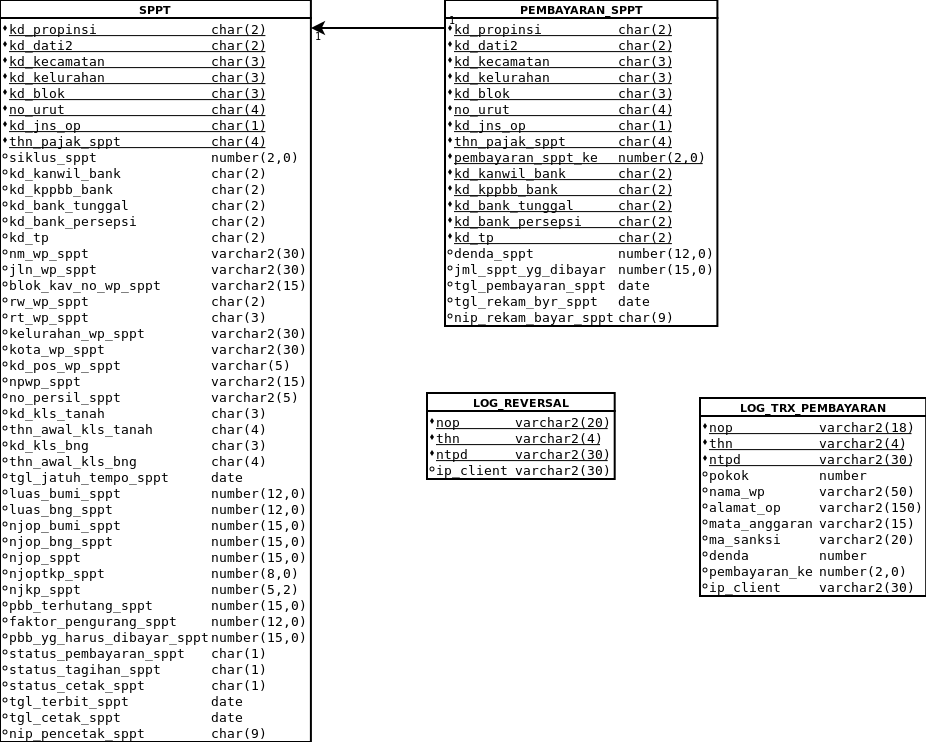 SPPT
kd_propinsi char(2)
kd_dati2 char(2)
kd_kecamatan char(3)
kd_kelurahan char(3)
kd_blok char(3)
no_urut char(4)
kd_jns_op char(1)
thn_pajak_sppt char(4)
siklus_sppt number(2,0)
kd_kanwil_bank char(2)
kd_kppbb_bank char(2)
kd_bank_tunggal char(2)
kd_bank_persepsi char(2)
kd_tp char(2)
nm_wp_sppt varchar2(30)
jln_wp_sppt varchar2(30)
blok_kav_no_wp_sppt varchar2(15)
rw_wp_sppt char(2)
rt_wp_sppt char(3)
kelurahan_wp_sppt varchar2(30)
kota_wp_sppt varchar2(30)
kd_pos_wp_sppt varchar(5)
npwp_sppt varchar2(15)
no_persil_sppt varchar2(5)
kd_kls_tanah char(3)
thn_awal_kls_tanah char(4)
kd_kls_bng char(3)
thn_awal_kls_bng char(4)
tgl_jatuh_tempo_sppt date
luas_bumi_sppt number(12,0)
luas_bng_sppt number(12,0)
njop_bumi_sppt number(15,0)
njop_bng_sppt number(15,0)
njop_sppt number(15,0)
njoptkp_sppt number(8,0)
njkp_sppt number(5,2)
pbb_terhutang_sppt number(15,0)
faktor_pengurang_sppt number(12,0)
pbb_yg_harus_dibayar_sppt number(15,0)
status_pembayaran_sppt char(1)
status_tagihan_sppt char(1)
status_cetak_sppt char(1)
tgl_terbit_sppt date
tgl_cetak_sppt date
nip_pencetak_sppt char(9)
1
1
PEMBAYARAN_SPPT
kd_propinsi char(2)
kd_dati2 char(2)
kd_kecamatan char(3)
kd_kelurahan char(3)
kd_blok char(3)
no_urut char(4)
kd_jns_op char(1)
thn_pajak_sppt char(4)
pembayaran_sppt_ke number(2,0)
kd_kanwil_bank char(2)
kd_kppbb_bank char(2)
kd_bank_tunggal char(2)
kd_bank_persepsi char(2)
kd_tp char(2)
denda_sppt number(12,0)
jml_sppt_yg_dibayar number(15,0)
tgl_pembayaran_sppt date
tgl_rekam_byr_sppt date
nip_rekam_bayar_sppt char(9)
LOG_REVERSAL
nop varchar2(20)
thn varchar2(4)
ntpd varchar2(30)
ip_client varchar2(30)
LOG_TRX_PEMBAYARAN
nop varchar2(18)
thn varchar2(4)
ntpd varchar2(30)
pokok number
nama_wp varchar2(50)
alamat_op varchar2(150)
mata_anggaran varchar2(15)
ma_sanksi varchar2(20)
denda number
pembayaran_ke number(2,0)
ip_client varchar2(30)